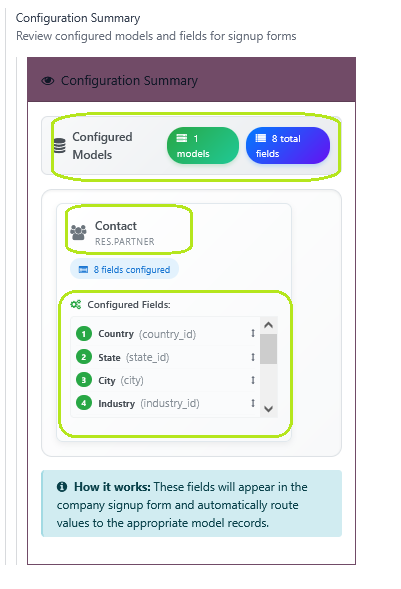 Configuration Summary
Review configured models and fields for signup forms
Configuration Summary
Configured
Models
1
models
8 total
fields
Contact
RES.PARTNER
8 fields configured
Configured Fields:
1 Country (country_id)
2 State (state_id)
3 City (city)
4 Industry (industry_id)
How it works: These fields will appear in the
company signup form and automatically route
values to the appropriate model records.